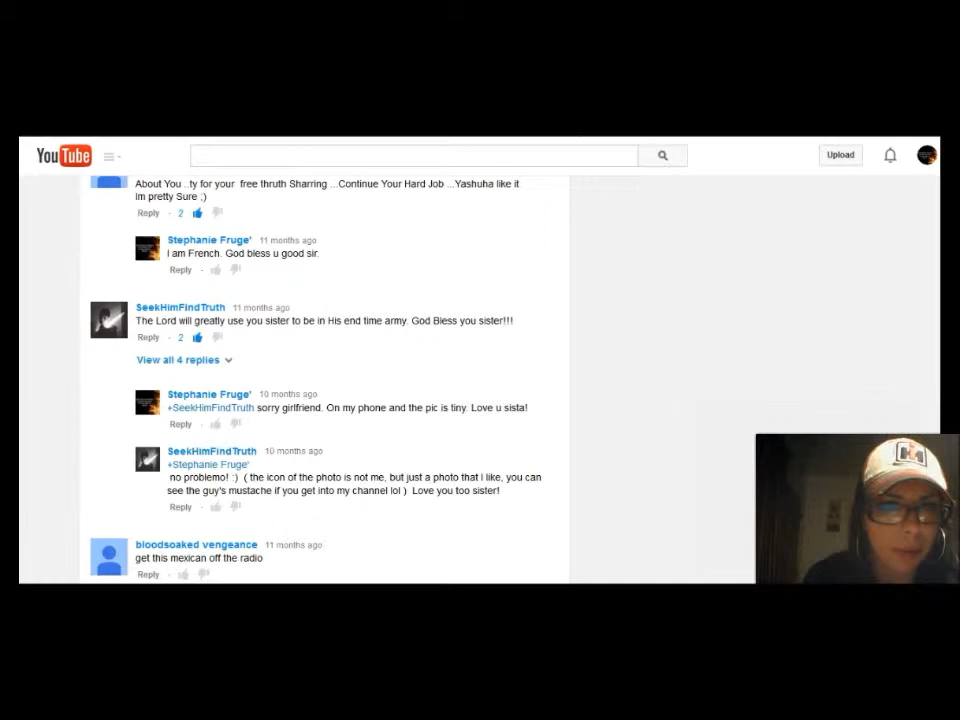 YouTube
Upload
About You ..ty for your free thruth Sharring ...Continue Your Hard Job ...Yashuha like it
im pretty Sure ;)
Reply · 2
Stephanie Fruge' 11 months ago
I am French. God bless u good sir.
Reply ·
SeekHimFindTruth 11 months ago
The Lord will greatly use you sister to be in His end time army. God Bless you sister!!!
Reply · 2
View all 4 replies
Stephanie Fruge' 10 months ago
+SeekHimFindTruth sorry girlfriend. On my phone and the pic is tiny. Love u sista!
Reply ·
SeekHimFindTruth 10 months ago
+Stephanie Fruge'
no problemo! :) ( the icon of the photo is not me, but just a photo that I like, you can
see the guy's mustache if you get into my channel lol ) Love you too sister!
Reply ·
bloodsoaked vengeance 11 months ago
get this mexican off the radio
Reply ·